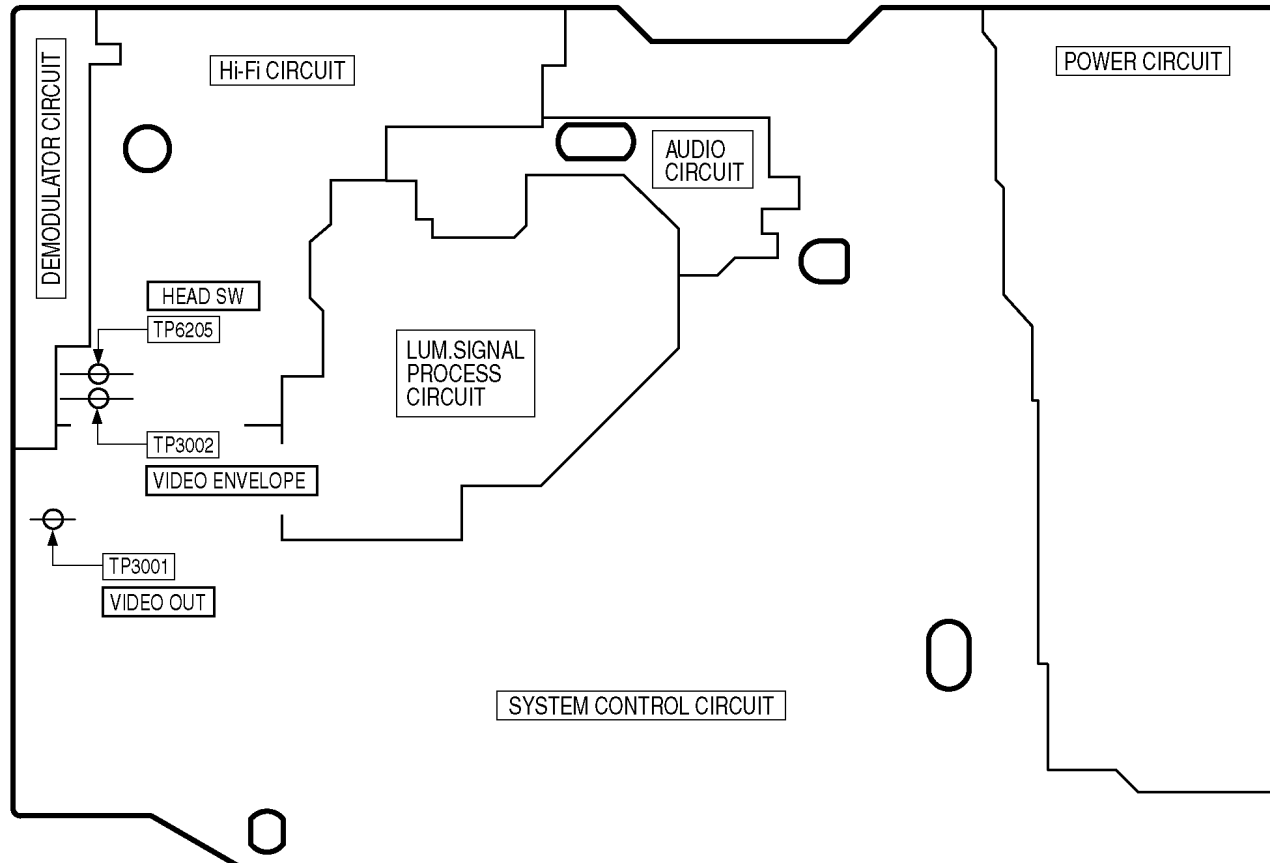 DEMODULATOR CIRCUIT
Hi-Fi CIRCUIT
POWER CIRCUIT
AUDIO
CIRCUIT
HEAD SW
TP6205
LUM.SIGNAL
PROCESS
CIRCUIT
TP3002
VIDEO ENVELOPE
TP3001
VIDEO OUT
SYSTEM CONTROL CIRCUIT